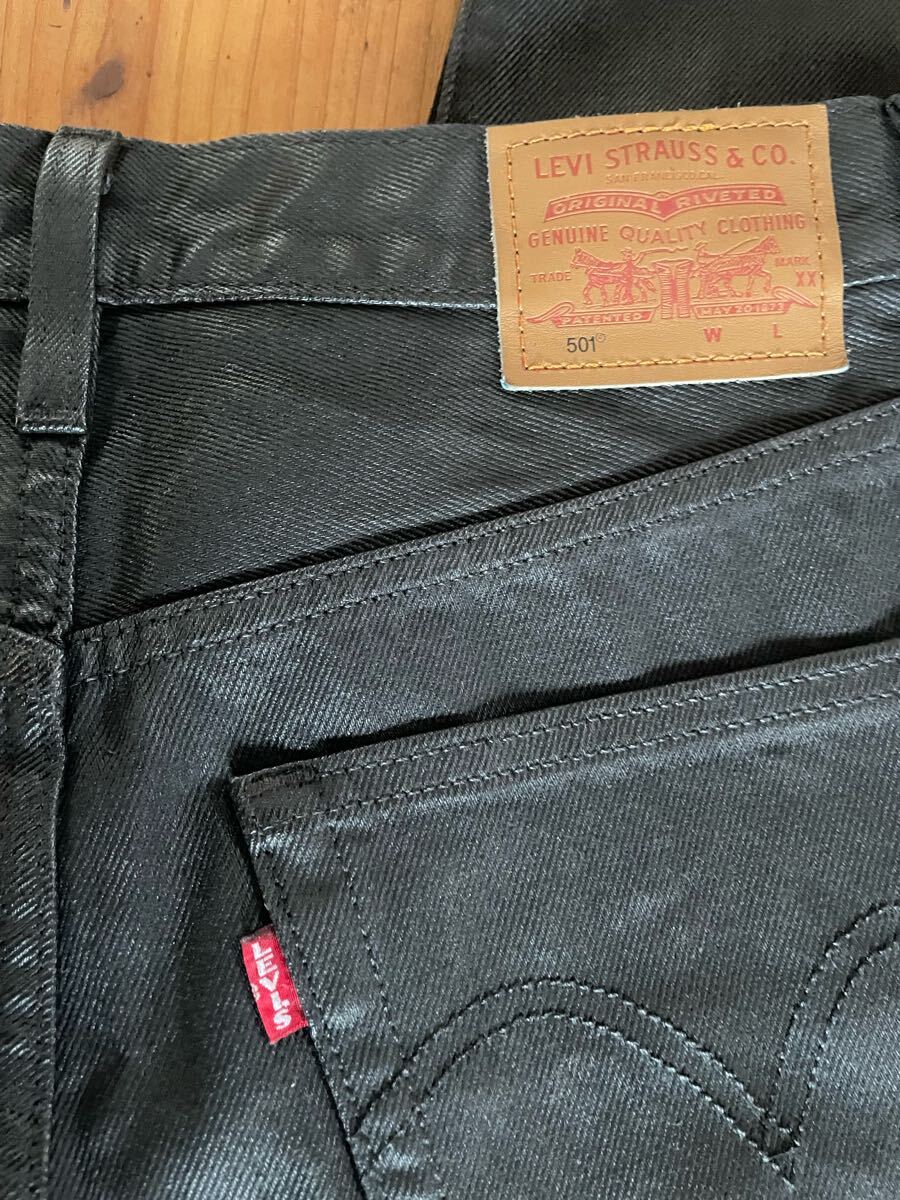 LEVI STRAUSS & CO.
SAN FRANCISCO, CAL.
ORIGINAL RIVETED
GENUINE QUALITY CLOTHING
TRADE MARK
XX
PATENTED MAY 20 1873
501® W L
LEVI'S